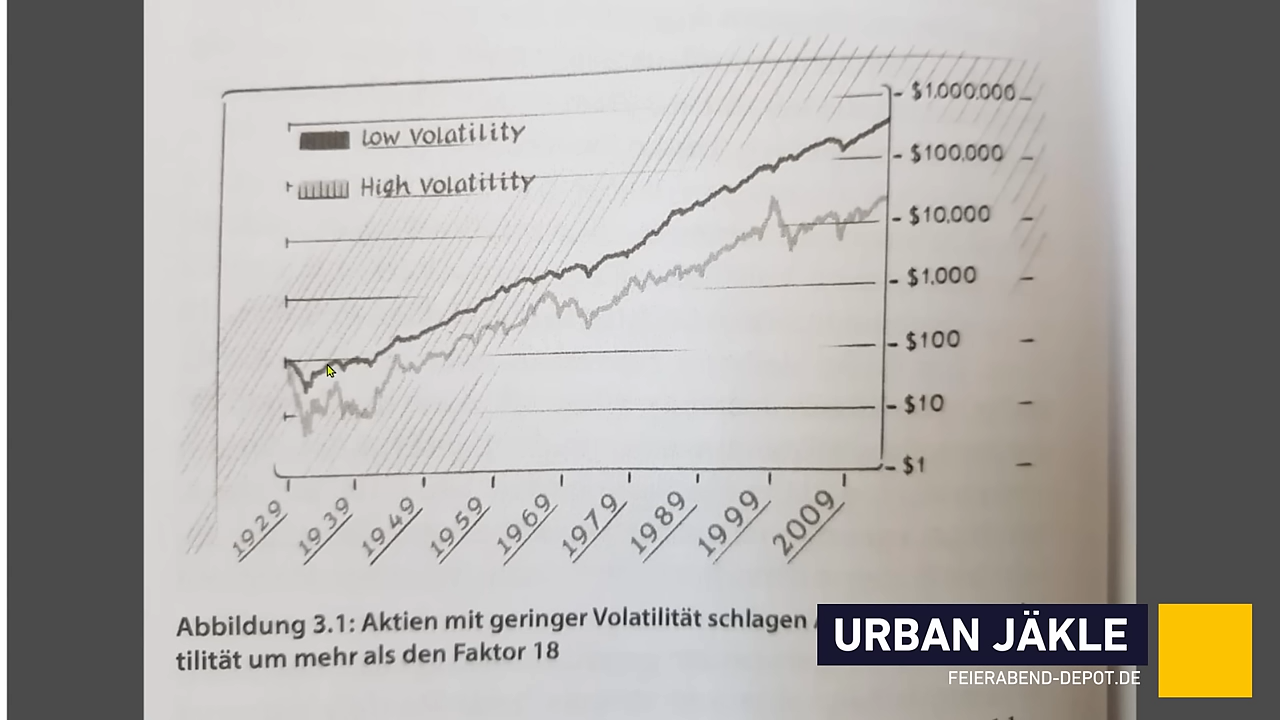 Low Volatility
High Volatility
$1.000.000
$100.000
$10.000
$1.000
$100
$10
$1
1929
1939
1949
1959
1969
1979
1989
1999
2009
Abbildung 3.1: Aktien mit geringer Volatilität schlagen
tilität um mehr als den Faktor 18
URBAN JÄKLE
FEIERABEND-DEPOT.DE